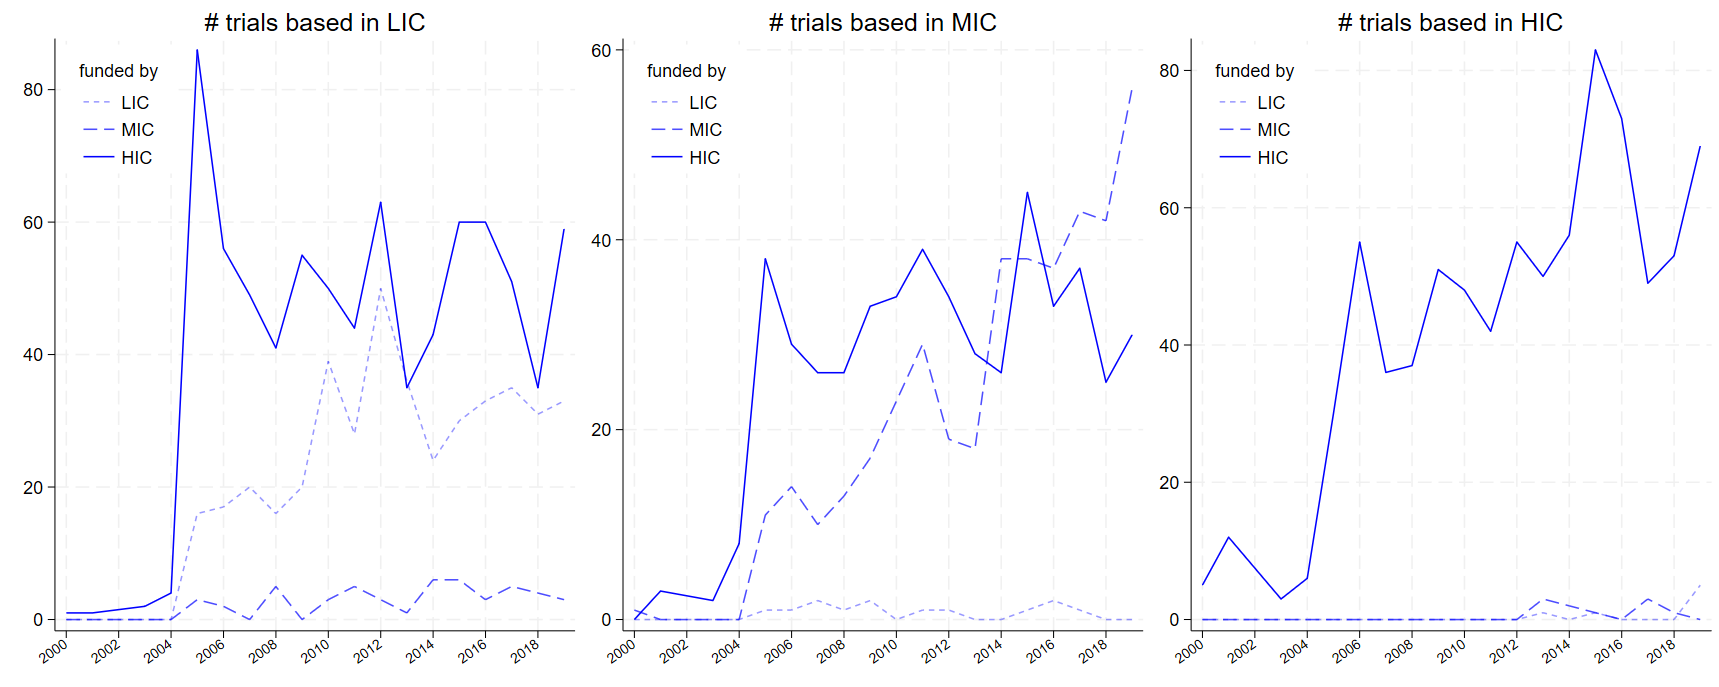 # trials based in LIC
funded by
LIC
MIC
HIC
80
60
40
20
0
2000 2002 2004 2006 2008 2010 2012 2014 2016 2018
# trials based in MIC
funded by
LIC
MIC
HIC
60
40
20
0
2000 2002 2004 2006 2008 2010 2012 2014 2016 2018
# trials based in HIC
funded by
LIC
MIC
HIC
80
60
40
20
0
2000 2002 2004 2006 2008 2010 2012 2014 2016 2018